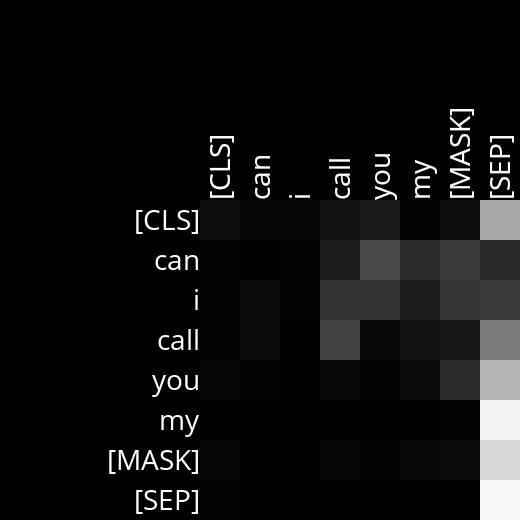 [CLS] can i call you my [MASK] [SEP]
[CLS]
can
i
call
you
my
[MASK]
[SEP]